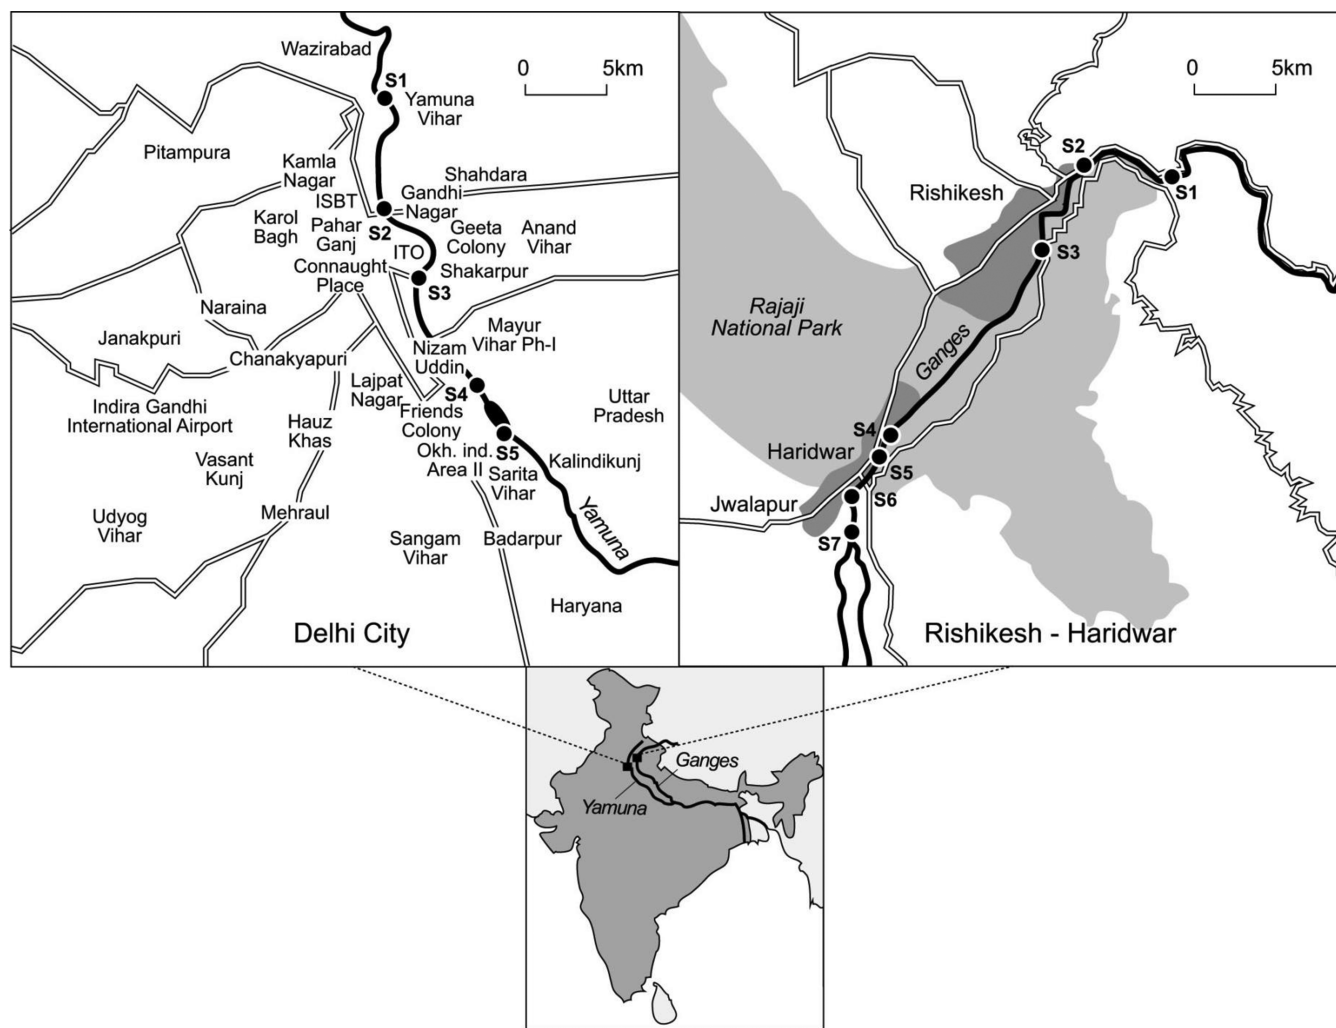 Wazirabad
0 5km
S1
Yamuna
Vihar
Pitampura
Kamla
Nagar
Shahdara
ISBT
Gandhi
Nagar
Karol
Bagh
Pahar
Ganj
S2
Geeta
Colony
Anand
Vihar
ITO
Connaught
Place
Shakarpur
S3
Naraina
Janakpuri
Mayur
Vihar Ph-I
Nizam
Uddin
Chanakyapuri
Lajpat
Nagar
S4
Uttar
Pradesh
Indira Gandhi
International Airport
Hauz
Khas
Friends
Colony
S5
Okh. ind.
Area II
Vasant
Kunj
Sarita
Vihar
Kalindikunj
Udyog
Vihar
Mehraul
Sangam
Vihar
Badarpur
Yamuna
Haryana
Delhi City
0 5km
S2
S1
Rishikesh
S3
Rajaji
National Park
Ganges
S4
Haridwar
S5
Jwalapur
S6
S7
Rishikesh - Haridwar
Ganges
Yamuna